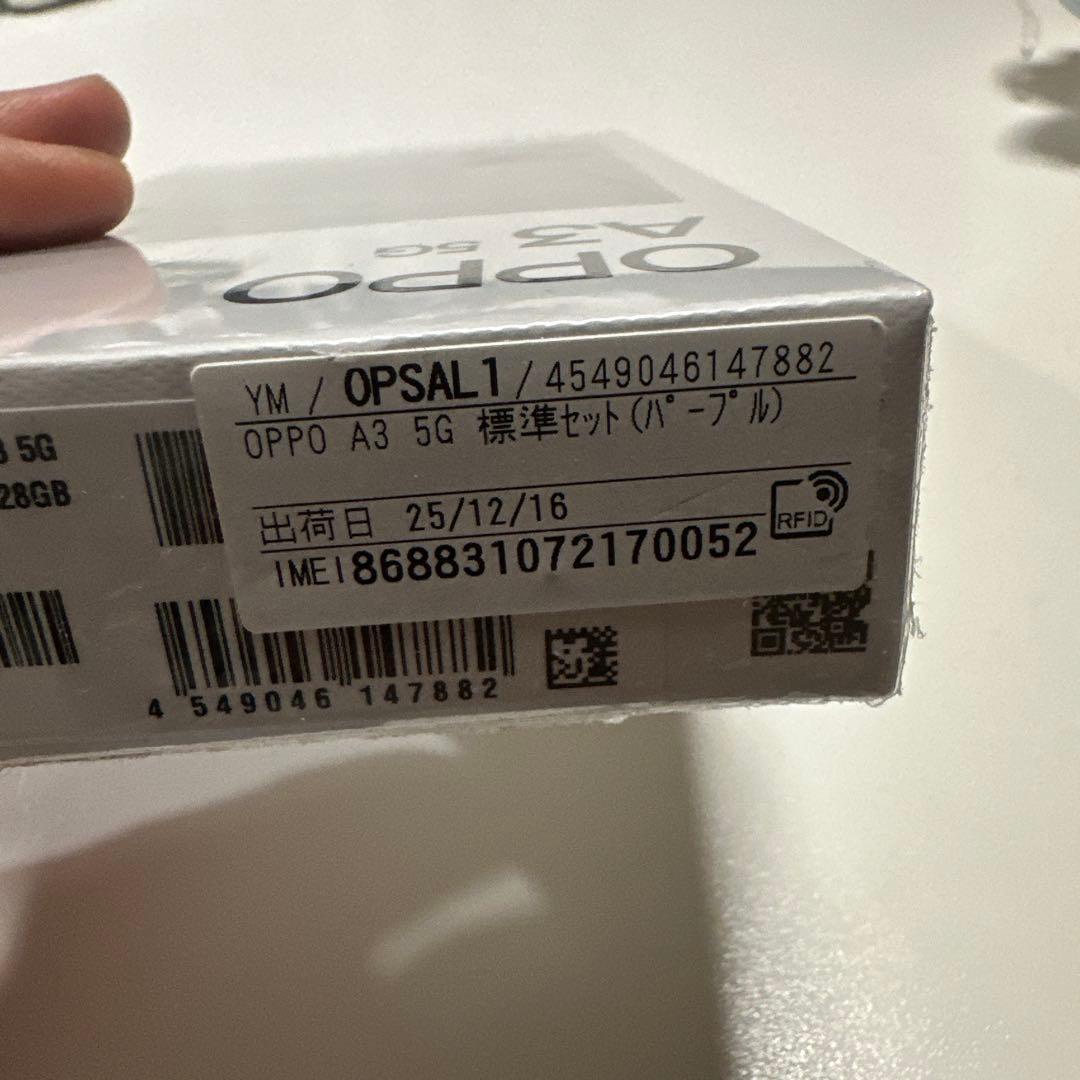 OPPO
A3 5G
YM / OPSAL1 / 4549046147882
OPPO A3 5G 標準セット(パープル)
出荷日 25/12/16
IMEI868831072170052
RFID
5G
28GB
4 549046 147882